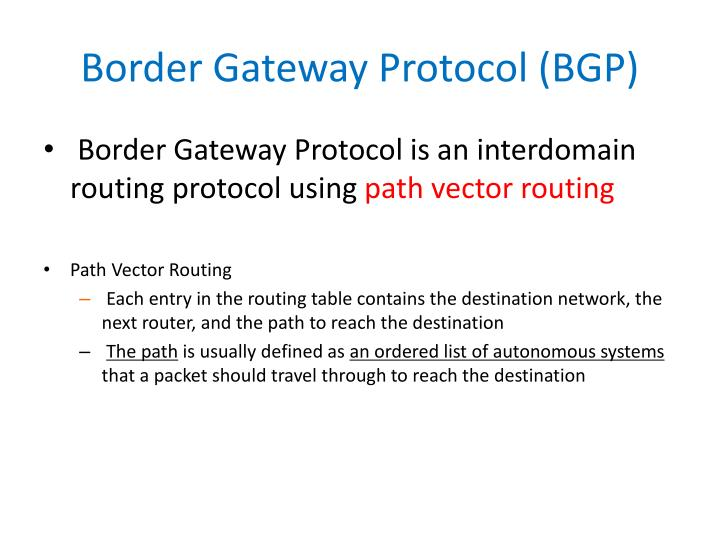 Border Gateway Protocol (BGP)
• Border Gateway Protocol is an interdomain
routing protocol using path vector routing
• Path Vector Routing
– Each entry in the routing table contains the destination network, the
next router, and the path to reach the destination
– The path is usually defined as an ordered list of autonomous systems
that a packet should travel through to reach the destination